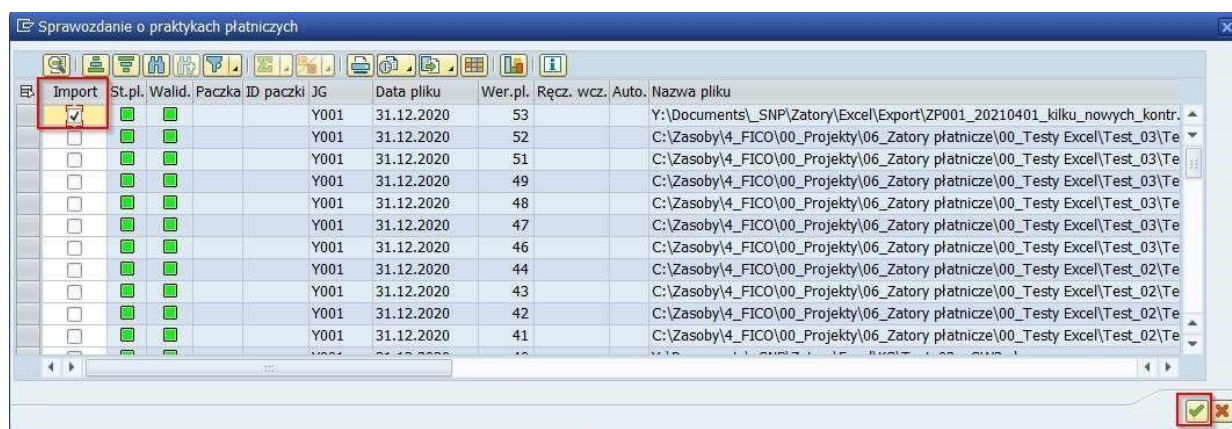 Sprawozdanie o praktykach płatniczych
Import St.pl. Walid. Paczka ID paczki JG Data pliku Wer.pl. Ręcz. wcz. Auto. Nazwa pliku
Y001 31.12.2020 53 Y:\Documents\_SNP\Zatory\Excel\Export\ZP001_20210401_kilku_nowych_kontr.
Y001 31.12.2020 52 C:\Zasoby\4_FICO\00_Projekty\06_Zatory płatnicze\00_Testy Excel\Test_03\Te
Y001 31.12.2020 51 C:\Zasoby\4_FICO\00_Projekty\06_Zatory płatnicze\00_Testy Excel\Test_03\Te
Y001 31.12.2020 49 C:\Zasoby\4_FICO\00_Projekty\06_Zatory płatnicze\00_Testy Excel\Test_03\Te
Y001 31.12.2020 48 C:\Zasoby\4_FICO\00_Projekty\06_Zatory płatnicze\00_Testy Excel\Test_03\Te
Y001 31.12.2020 47 C:\Zasoby\4_FICO\00_Projekty\06_Zatory płatnicze\00_Testy Excel\Test_03\Te
Y001 31.12.2020 46 C:\Zasoby\4_FICO\00_Projekty\06_Zatory płatnicze\00_Testy Excel\Test_03\Te
Y001 31.12.2020 44 C:\Zasoby\4_FICO\00_Projekty\06_Zatory płatnicze\00_Testy Excel\Test_02\Te
Y001 31.12.2020 43 C:\Zasoby\4_FICO\00_Projekty\06_Zatory płatnicze\00_Testy Excel\Test_02\Te
Y001 31.12.2020 42 C:\Zasoby\4_FICO\00_Projekty\06_Zatory płatnicze\00_Testy Excel\Test_02\Te
Y001 31.12.2020 41 C:\Zasoby\4_FICO\00_Projekty\06_Zatory płatnicze\00_Testy Excel\Test_02\Te